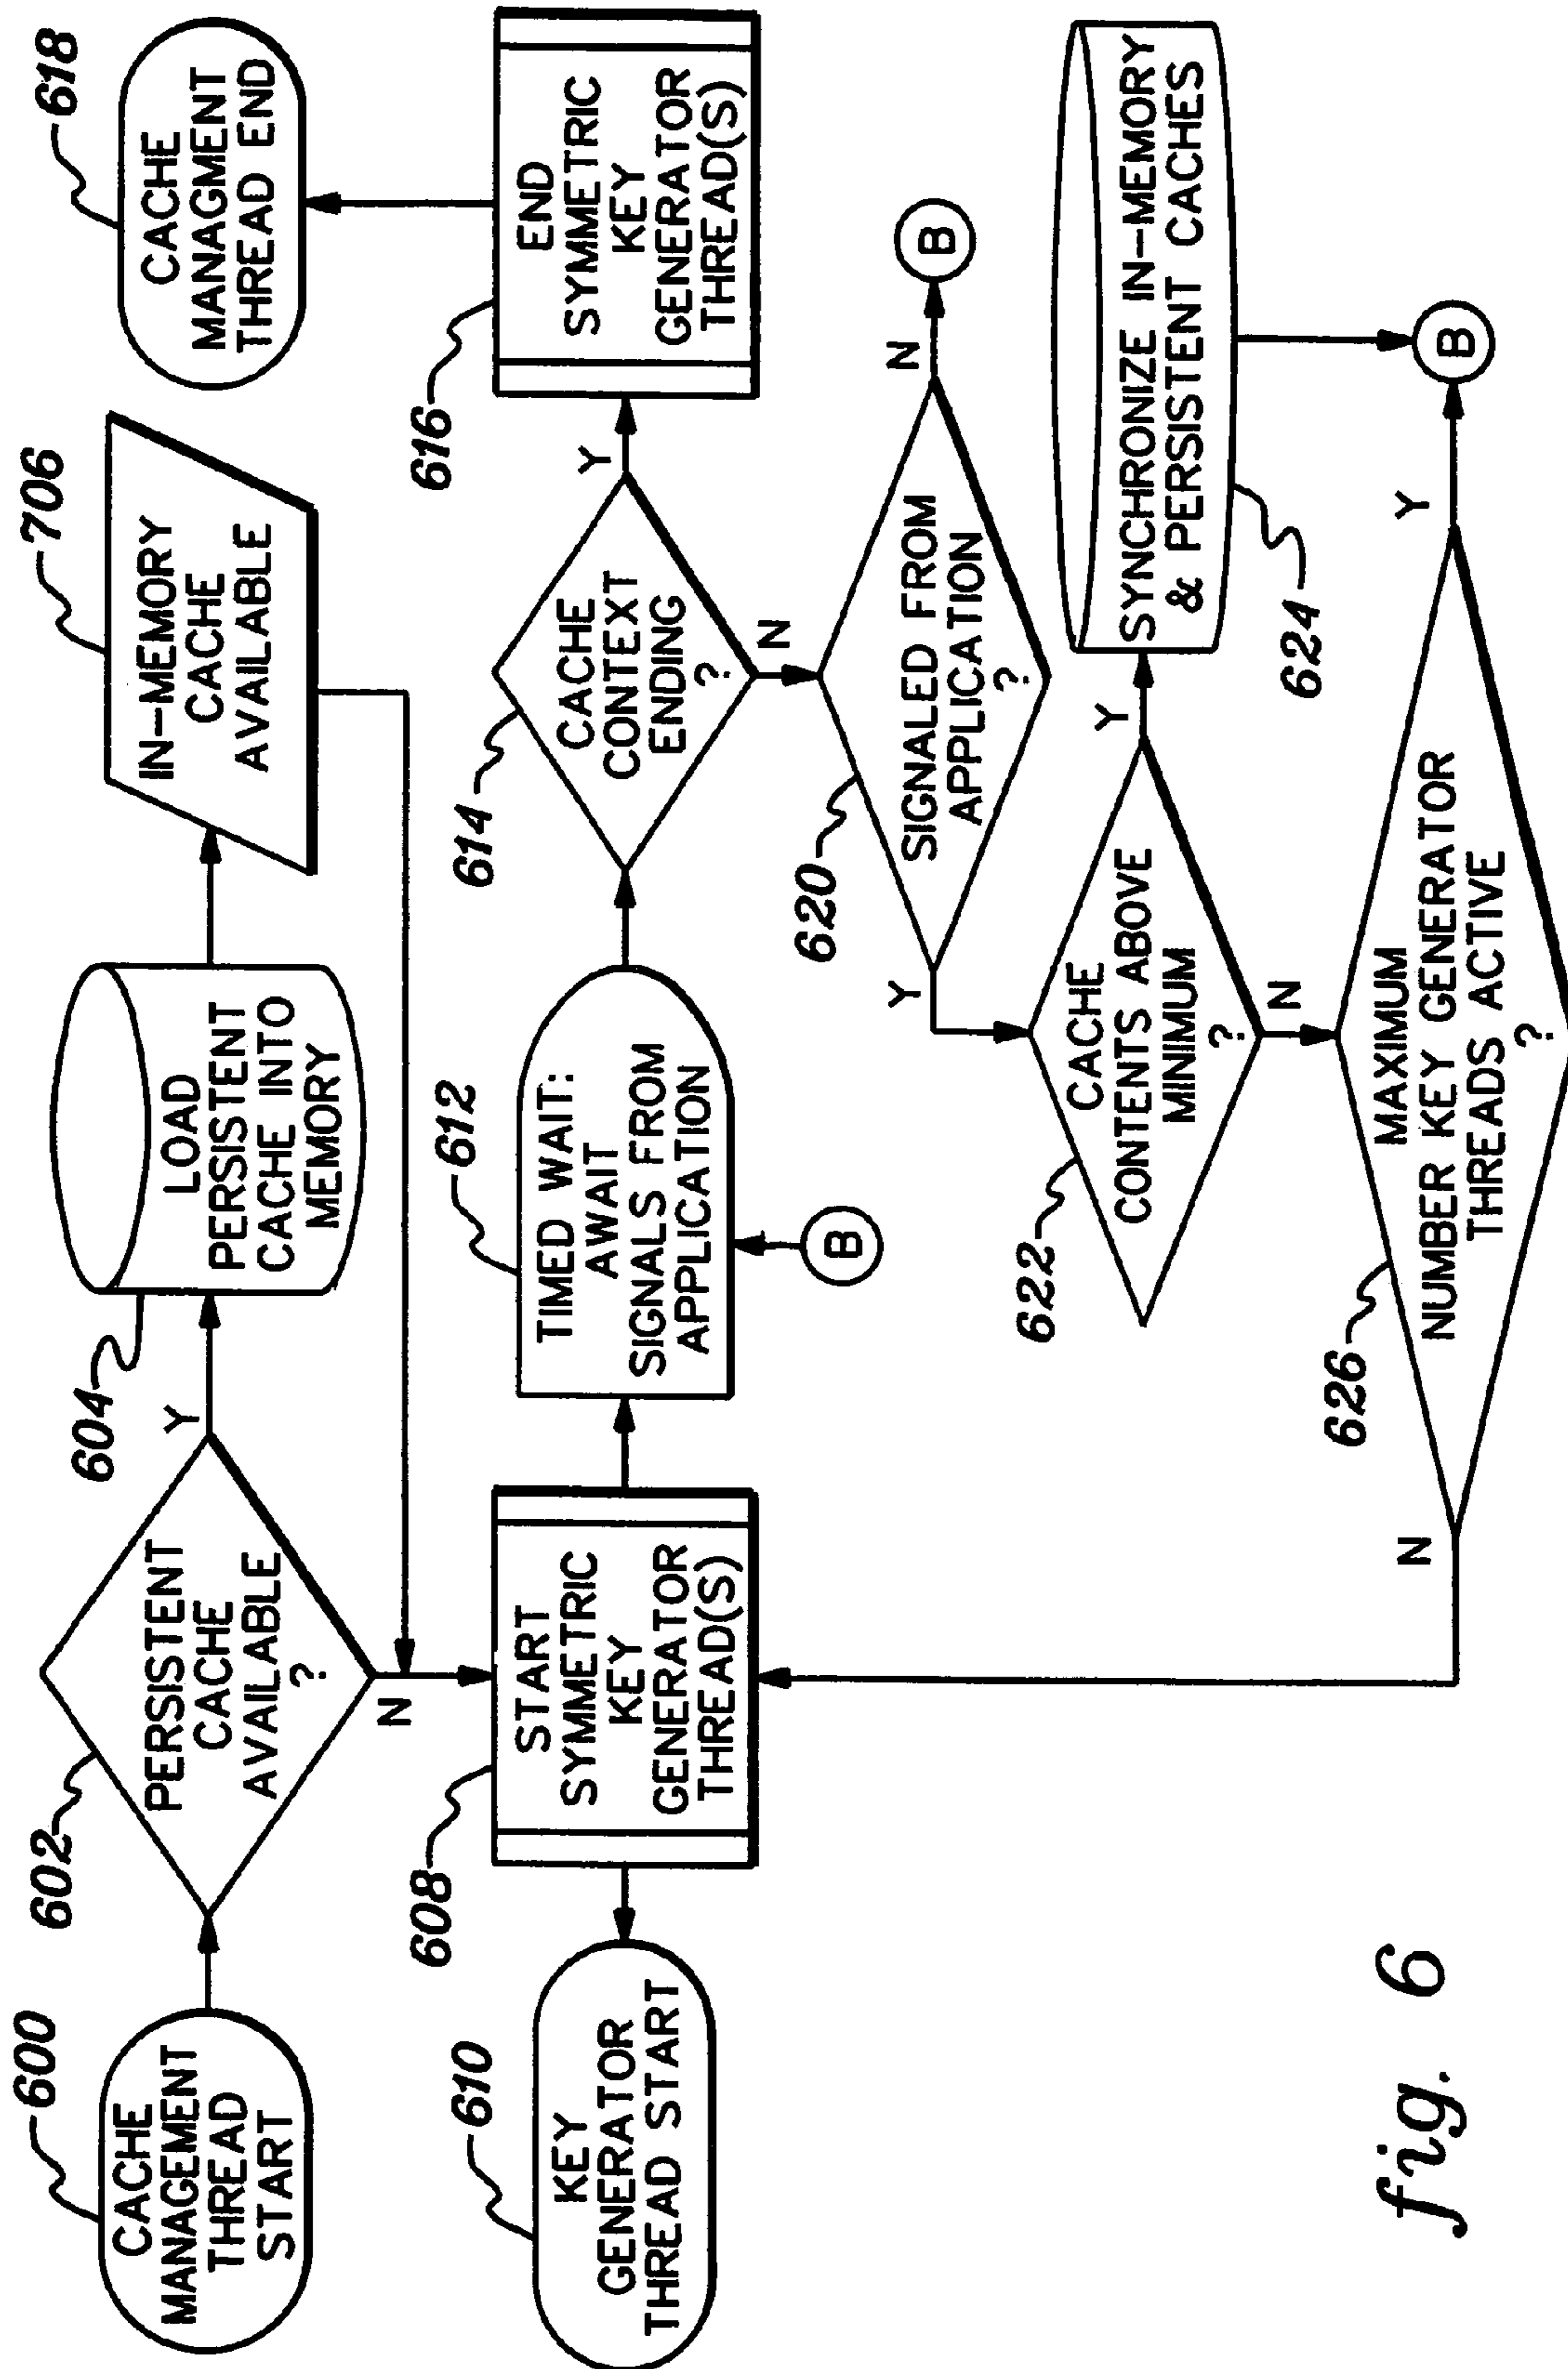 600
CACHE
MANAGEMENT
THREAD
START
602
PERSISTENT
CACHE
AVAILABLE
?
Y
N
604
LOAD
PERSISTENT
CACHE INTO
MEMORY
706
IN-MEMORY
CACHE
AVAILABLE
618
CACHE
MANAGMENT
THREAD END
610
KEY
GENERATOR
THREAD START
608
START
SYMMETRIC
KEY
GENERATOR
THREAD(S)
612
TIMED WAIT:
AWAIT
SIGNALS FROM
APPLICATION
B
614
CACHE
CONTEXT
ENDING
?
Y
N
616
END
SYMMETRIC
KEY
GENERATOR
THREAD(S)
620
SIGNALED FROM
APPLICATION
?
Y
N
B
622
CACHE
CONTENTS ABOVE
MINIMUM
?
Y
N
SYNCHRONIZE IN-MEMORY
& PERSISTENT CACHES
624
626
MAXIMUM
NUMBER KEY GENERATOR
THREADS ACTIVE
?
N
Y
B
fig. 6